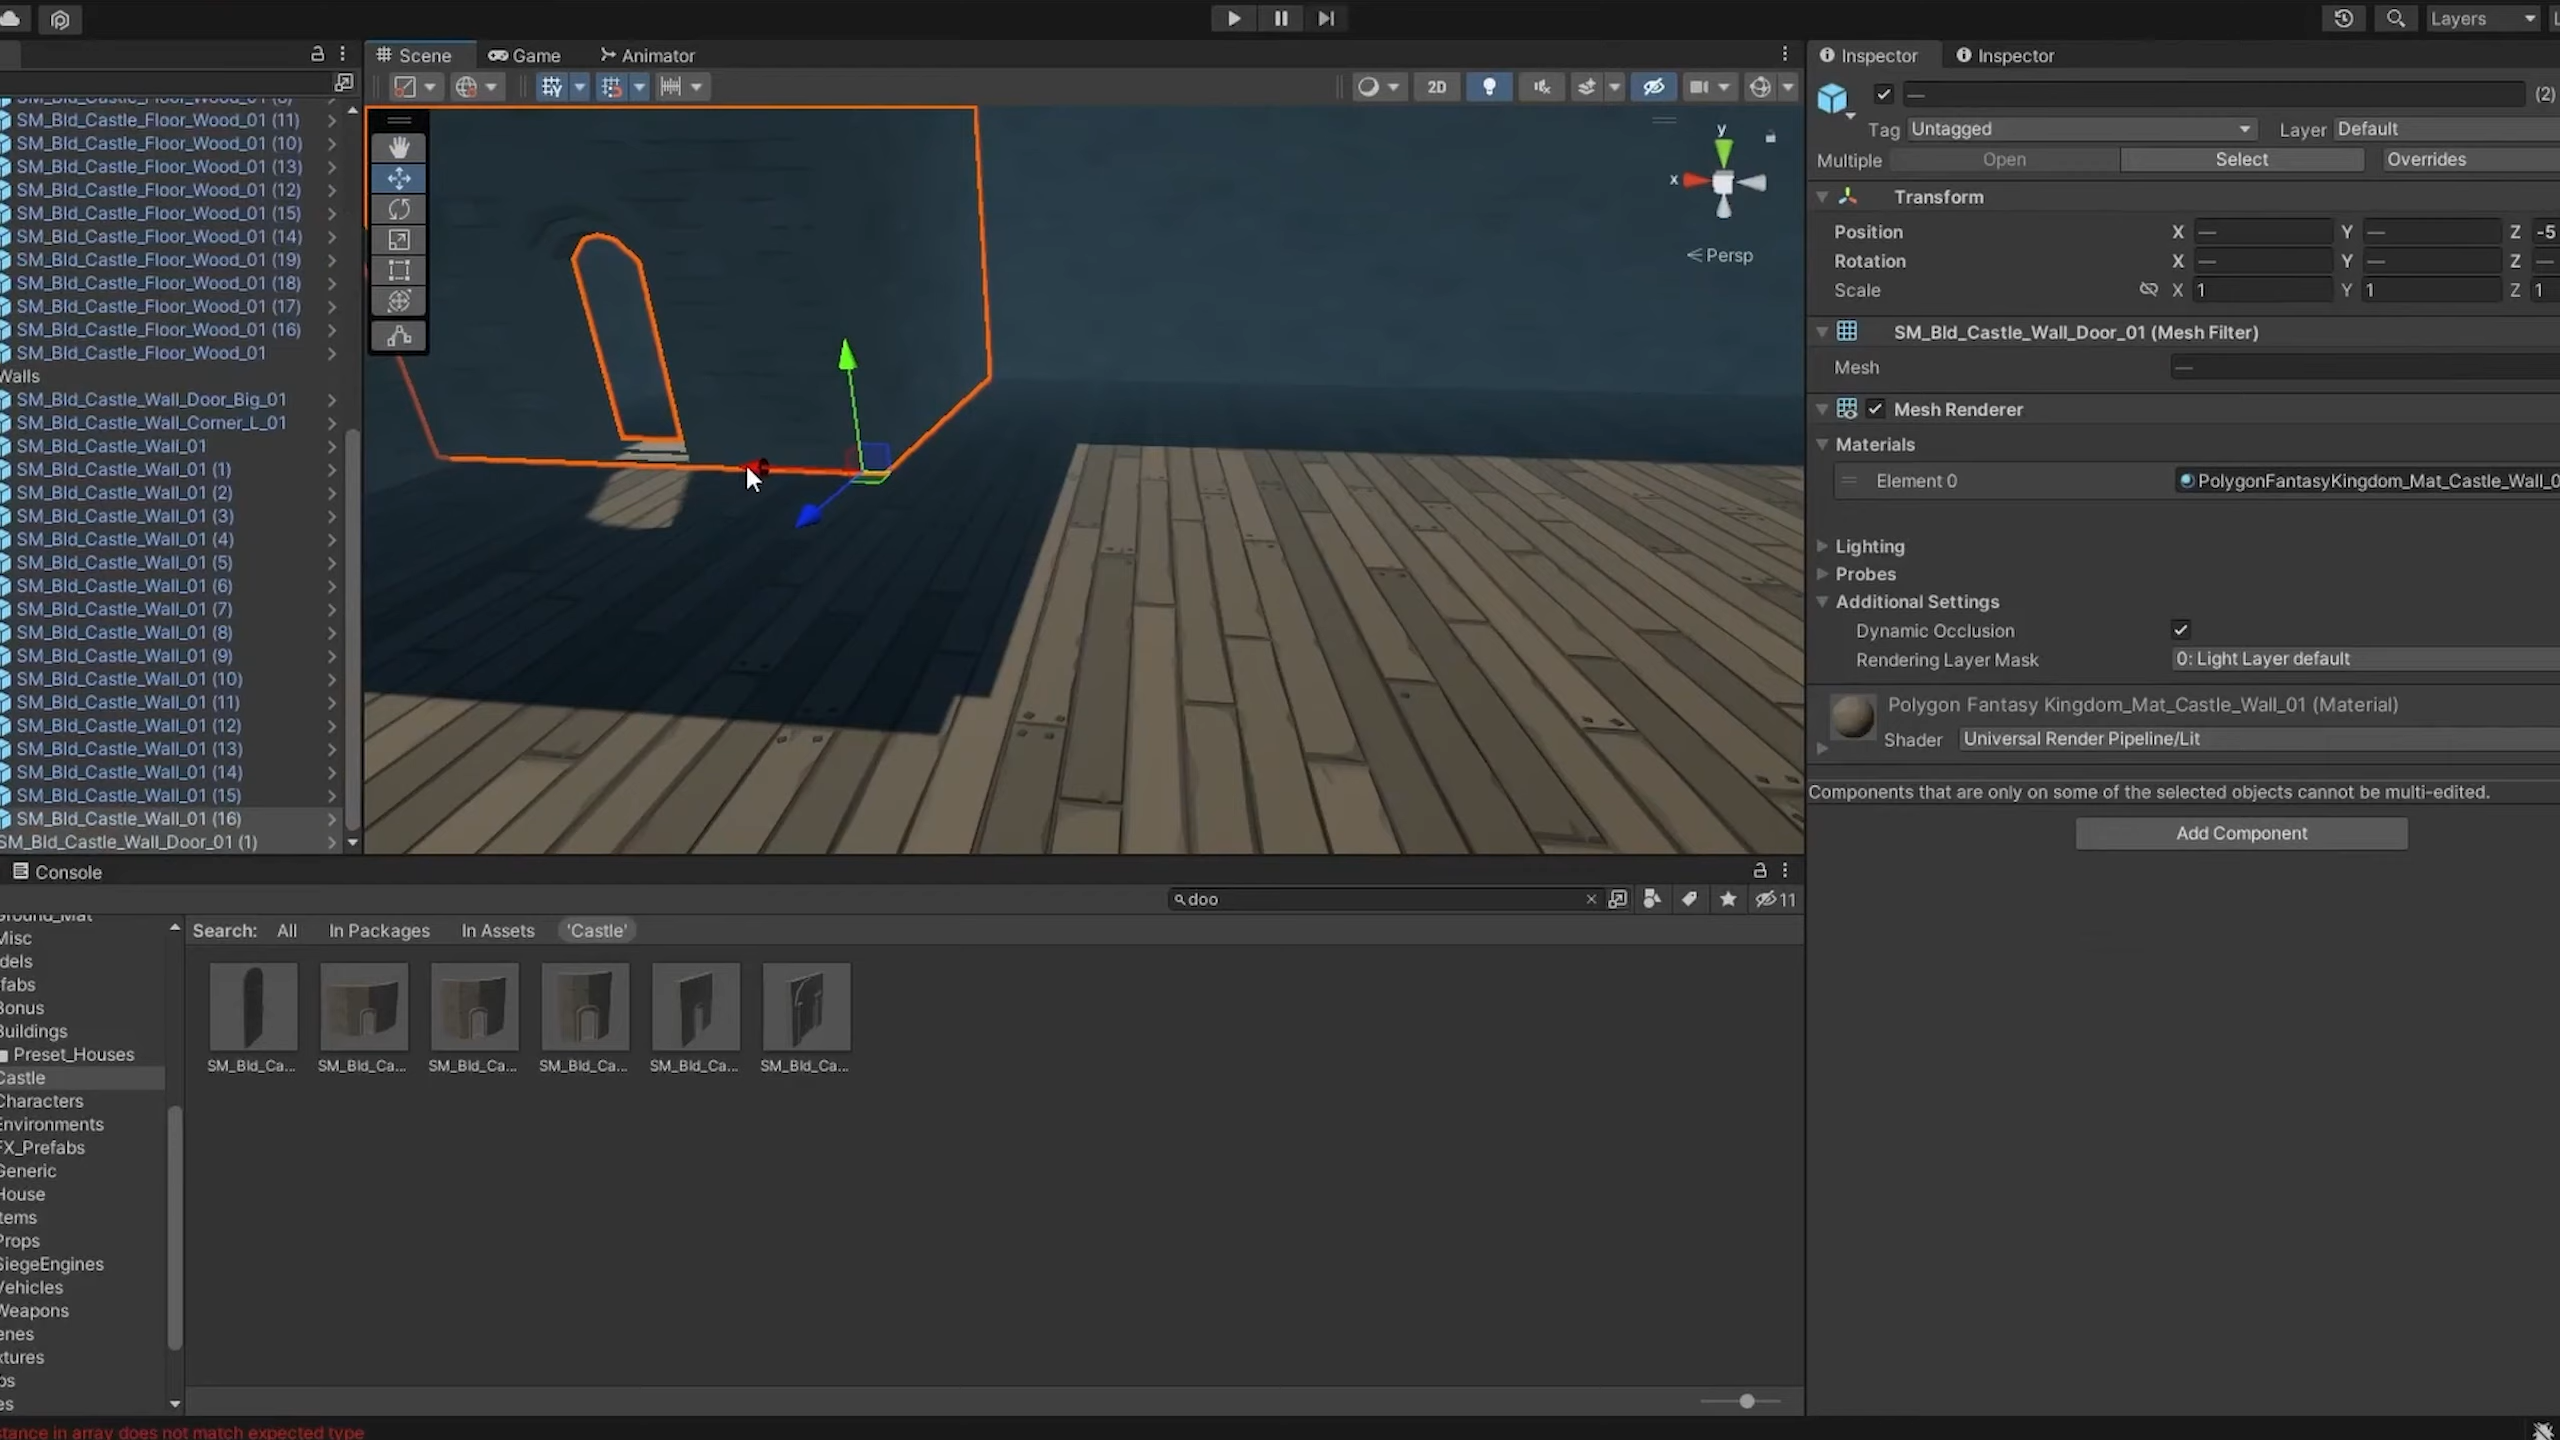 Layers
Scene
Game
Animator
2D
SM_Bld_Castle_Floor_Wood_01 (11)
SM_Bld_Castle_Floor_Wood_01 (10)
SM_Bld_Castle_Floor_Wood_01 (13)
SM_Bld_Castle_Floor_Wood_01 (12)
SM_Bld_Castle_Floor_Wood_01 (15)
SM_Bld_Castle_Floor_Wood_01 (14)
SM_Bld_Castle_Floor_Wood_01 (19)
SM_Bld_Castle_Floor_Wood_01 (18)
SM_Bld_Castle_Floor_Wood_01 (17)
SM_Bld_Castle_Floor_Wood_01 (16)
SM_Bld_Castle_Floor_Wood_01
Walls
SM_Bld_Castle_Wall_Door_Big_01
SM_Bld_Castle_Wall_Corner_L_01
SM_Bld_Castle_Wall_01
SM_Bld_Castle_Wall_01 (1)
SM_Bld_Castle_Wall_01 (2)
SM_Bld_Castle_Wall_01 (3)
SM_Bld_Castle_Wall_01 (4)
SM_Bld_Castle_Wall_01 (5)
SM_Bld_Castle_Wall_01 (6)
SM_Bld_Castle_Wall_01 (7)
SM_Bld_Castle_Wall_01 (8)
SM_Bld_Castle_Wall_01 (9)
SM_Bld_Castle_Wall_01 (10)
SM_Bld_Castle_Wall_01 (11)
SM_Bld_Castle_Wall_01 (12)
SM_Bld_Castle_Wall_01 (13)
SM_Bld_Castle_Wall_01 (14)
SM_Bld_Castle_Wall_01 (15)
SM_Bld_Castle_Wall_01 (16)
SM_Bld_Castle_Wall_Door_01 (1)
y
x
Persp
Inspector
Inspector
— (2)
Tag Untagged Layer Default
Multiple Open Select Overrides
Transform
Position X — Y — Z -5
Rotation X — Y — Z —
Scale X 1 Y 1 Z 1
SM_Bld_Castle_Wall_Door_01 (Mesh Filter)
Mesh —
Mesh Renderer
Materials
Element 0 PolygonFantasyKingdom_Mat_Castle_Wall_0
Lighting
Probes
Additional Settings
Dynamic Occlusion
Rendering Layer Mask 0: Light Layer default
Polygon Fantasy Kingdom_Mat_Castle_Wall_01 (Material)
Shader Universal Render Pipeline/Lit
Components that are only on some of the selected objects cannot be multi-edited.
Add Component
Console
doo
11
Search: All In Packages In Assets 'Castle'
Misc
dels
fabs
Bonus
Buildings
Preset_Houses
Castle
Characters
Environments
FX_Prefabs
Generic
House
Items
Props
SiegeEngines
Vehicles
Weapons
enes
xtures
os
es
SM_Bld_Ca...
SM_Bld_Ca...
SM_Bld_Ca...
SM_Bld_Ca...
SM_Bld_Ca...
SM_Bld_Ca...
stance in array does not match expected type